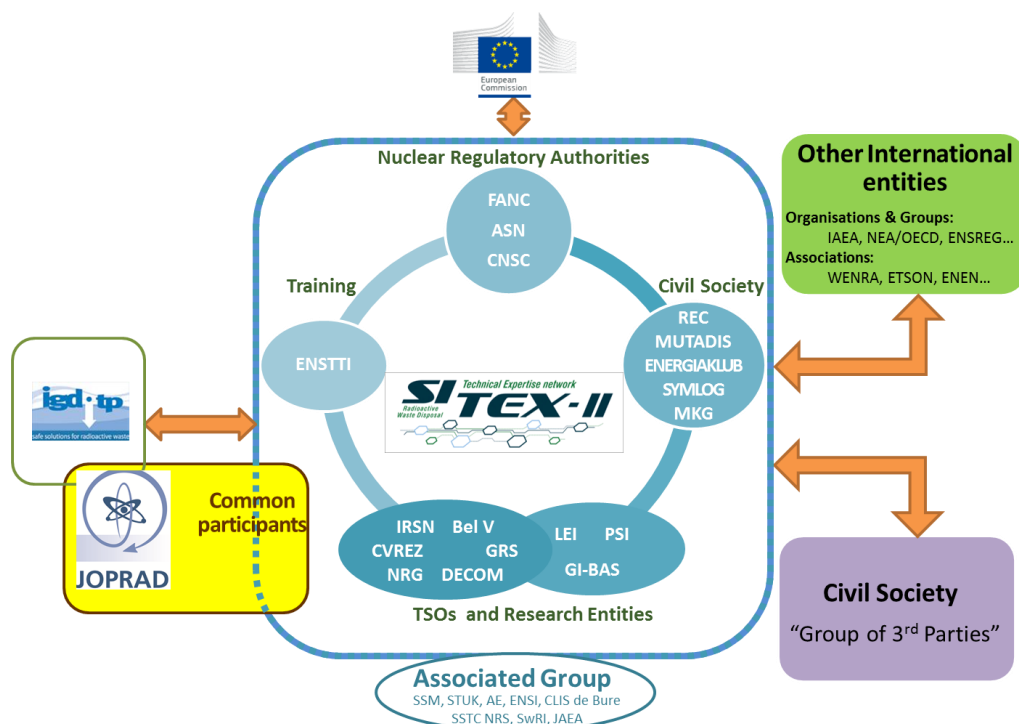 European
Commission
Nuclear Regulatory Authorities
FANC
ASN
CNSC
Training
Civil Society
ENSTTI
REC
MUTADIS
ENERGIAKLUB
SYMLOG
MKG
SITEX-II
Technical Expertise network
Radioactive
Waste Disposal
Other International
entities
Organisations & Groups:
IAEA, NEA/OECD, ENSREG…
Associations:
WENRA, ETSON, ENEN…
igd·tp
safe solutions for radioactive waste
JOPRAD
Common
participants
IRSN Bel V
CVREZ GRS
NRG DECOM
LEI PSI
GI-BAS
TSOs and Research Entities
Civil Society
“Group of 3rd Parties”
Associated Group
SSM, STUK, AE, ENSI, CLIS de Bure
SSTC NRS, SwRI, JAEA